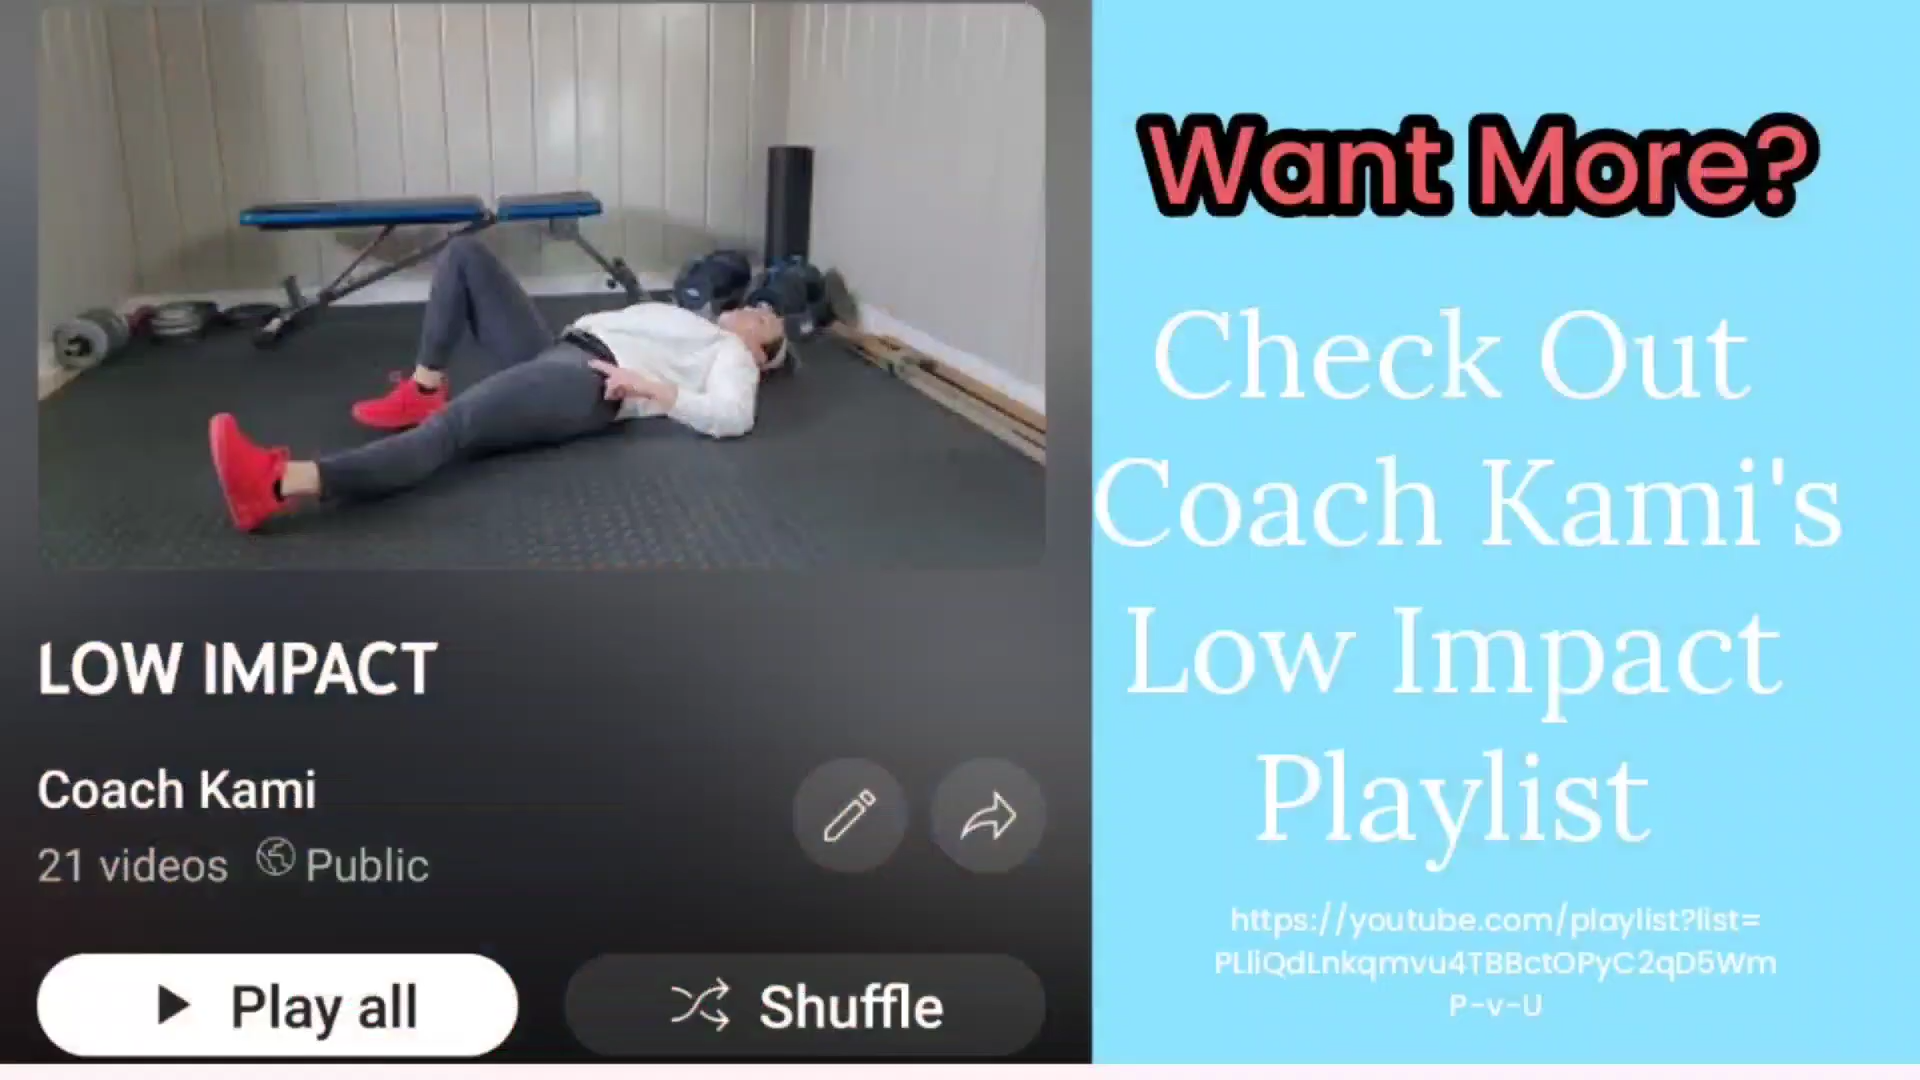 LOW IMPACT
Coach Kami
21 videos Public
Play all
Shuffle
Want More?
Check Out
Coach Kami's
Low Impact
Playlist
https://youtube.com/playlist?list=
PLliQdLnkqmvu4TBBctOPyC2qD5Wm
P-v-U